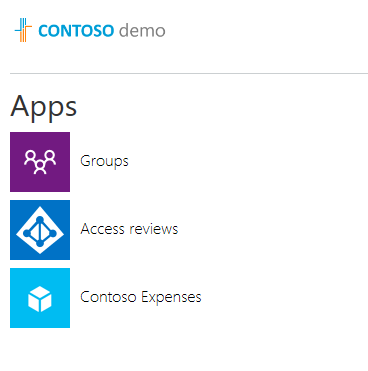 CONTOSO demo
Apps
Groups
Access reviews
Contoso Expenses